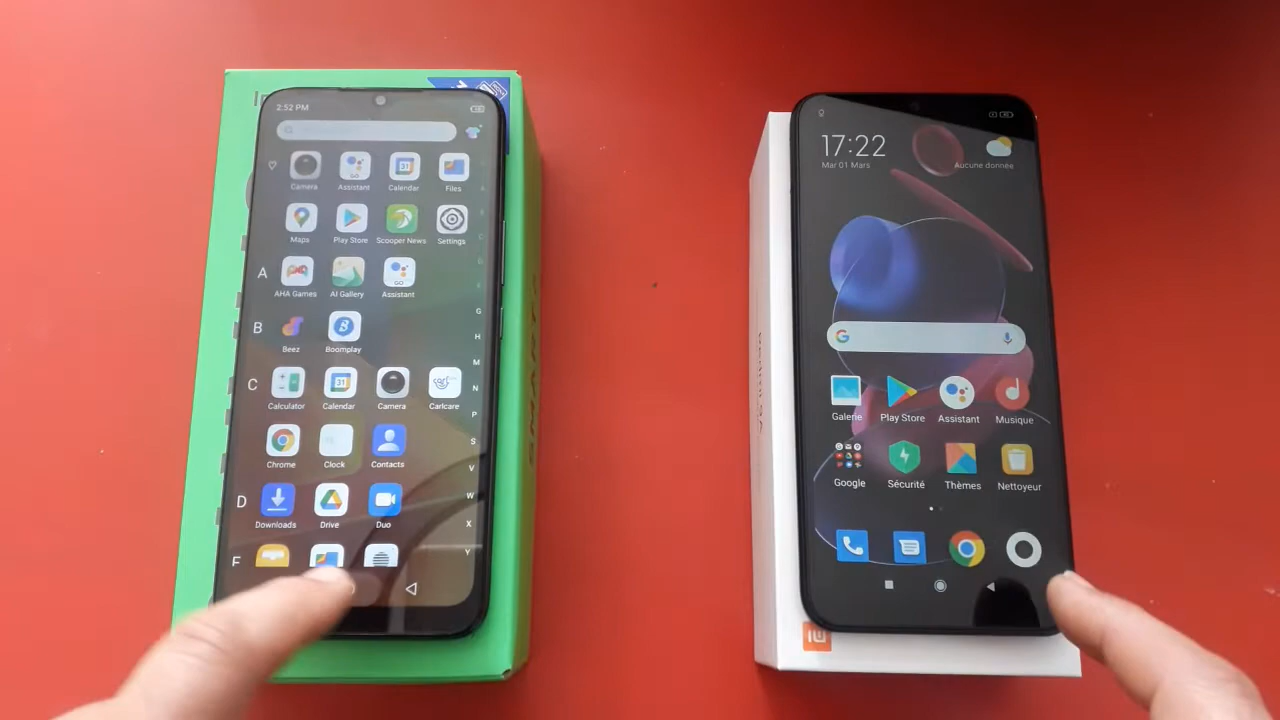 2:52 PM
Camera Assistant Calendar Files
Maps Play Store Scooper News Settings
A
AHA Games AI Gallery Assistant
B
Beez Boomplay
C
Calculator Calendar Camera Carlcare
Chrome Clock Contacts
D
Downloads Drive Duo
F
A
C
G
H
M
N
P
S
V
W
X
Y
SMART
17:22
Mar 01 Mars
Aucune donnée
Galerie Play Store Assistant Musique
Google Sécurité Thèmes Nettoyeur